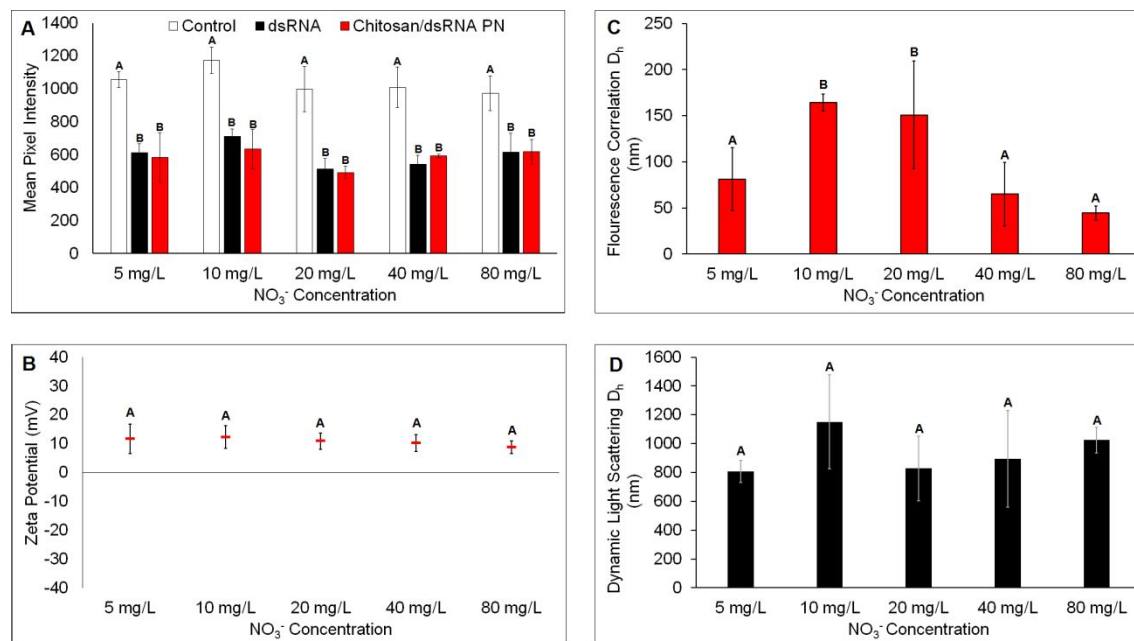 A
Control
dsRNA
Chitosan/dsRNA PN
1400
1200
1000
800
600
400
200
0
Mean Pixel Intensity
A B B
A B B
A B B
A B B
A B B
5 mg/L 10 mg/L 20 mg/L 40 mg/L 80 mg/L
NO₃⁻ Concentration
C
250
200
150
100
50
0
Flourescence Correlation Dₕ
(nm)
A B B A A
5 mg/L 10 mg/L 20 mg/L 40 mg/L 80 mg/L
NO₃⁻ Concentration
B
40
30
20
10
0
-10
-20
-30
-40
Zeta Potential (mV)
A A A A A
5 mg/L 10 mg/L 20 mg/L 40 mg/L 80 mg/L
NO₃⁻ Concentration
D
1600
1400
1200
1000
800
600
400
200
0
Dynamic Light Scattering Dₕ
(nm)
A A A A A
5 mg/L 10 mg/L 20 mg/L 40 mg/L 80 mg/L
NO₃⁻ Concentration